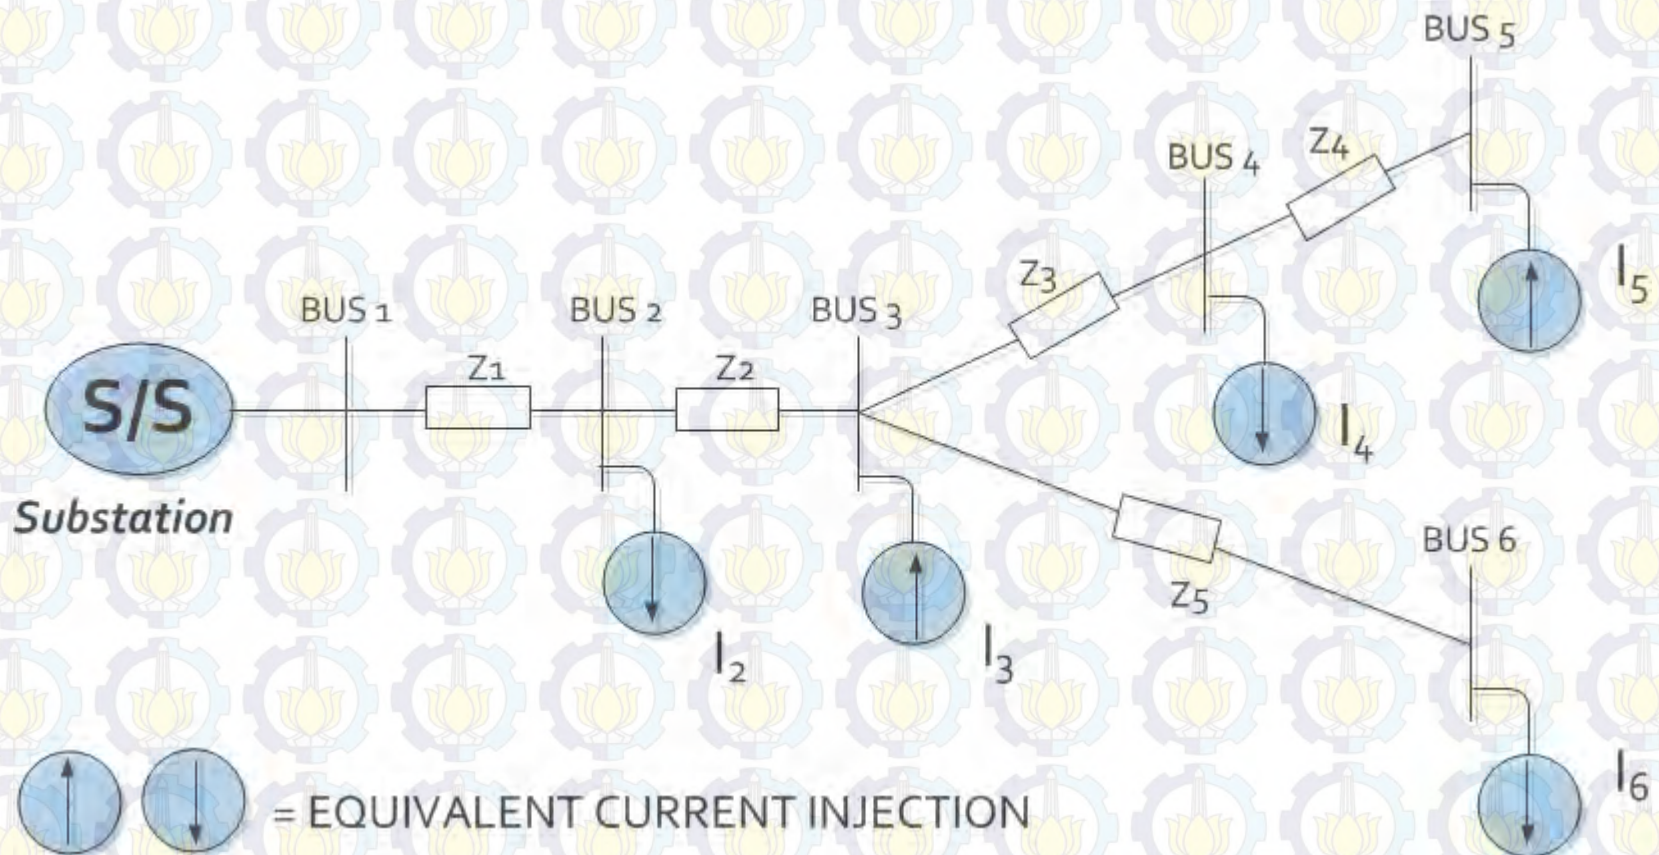 BUS 5
BUS 4
Z4
Z3
I5
BUS 1
BUS 2
BUS 3
Z1
Z2
S/S
I4
Substation
Z5
BUS 6
I2
I3
I6
= EQUIVALENT CURRENT INJECTION